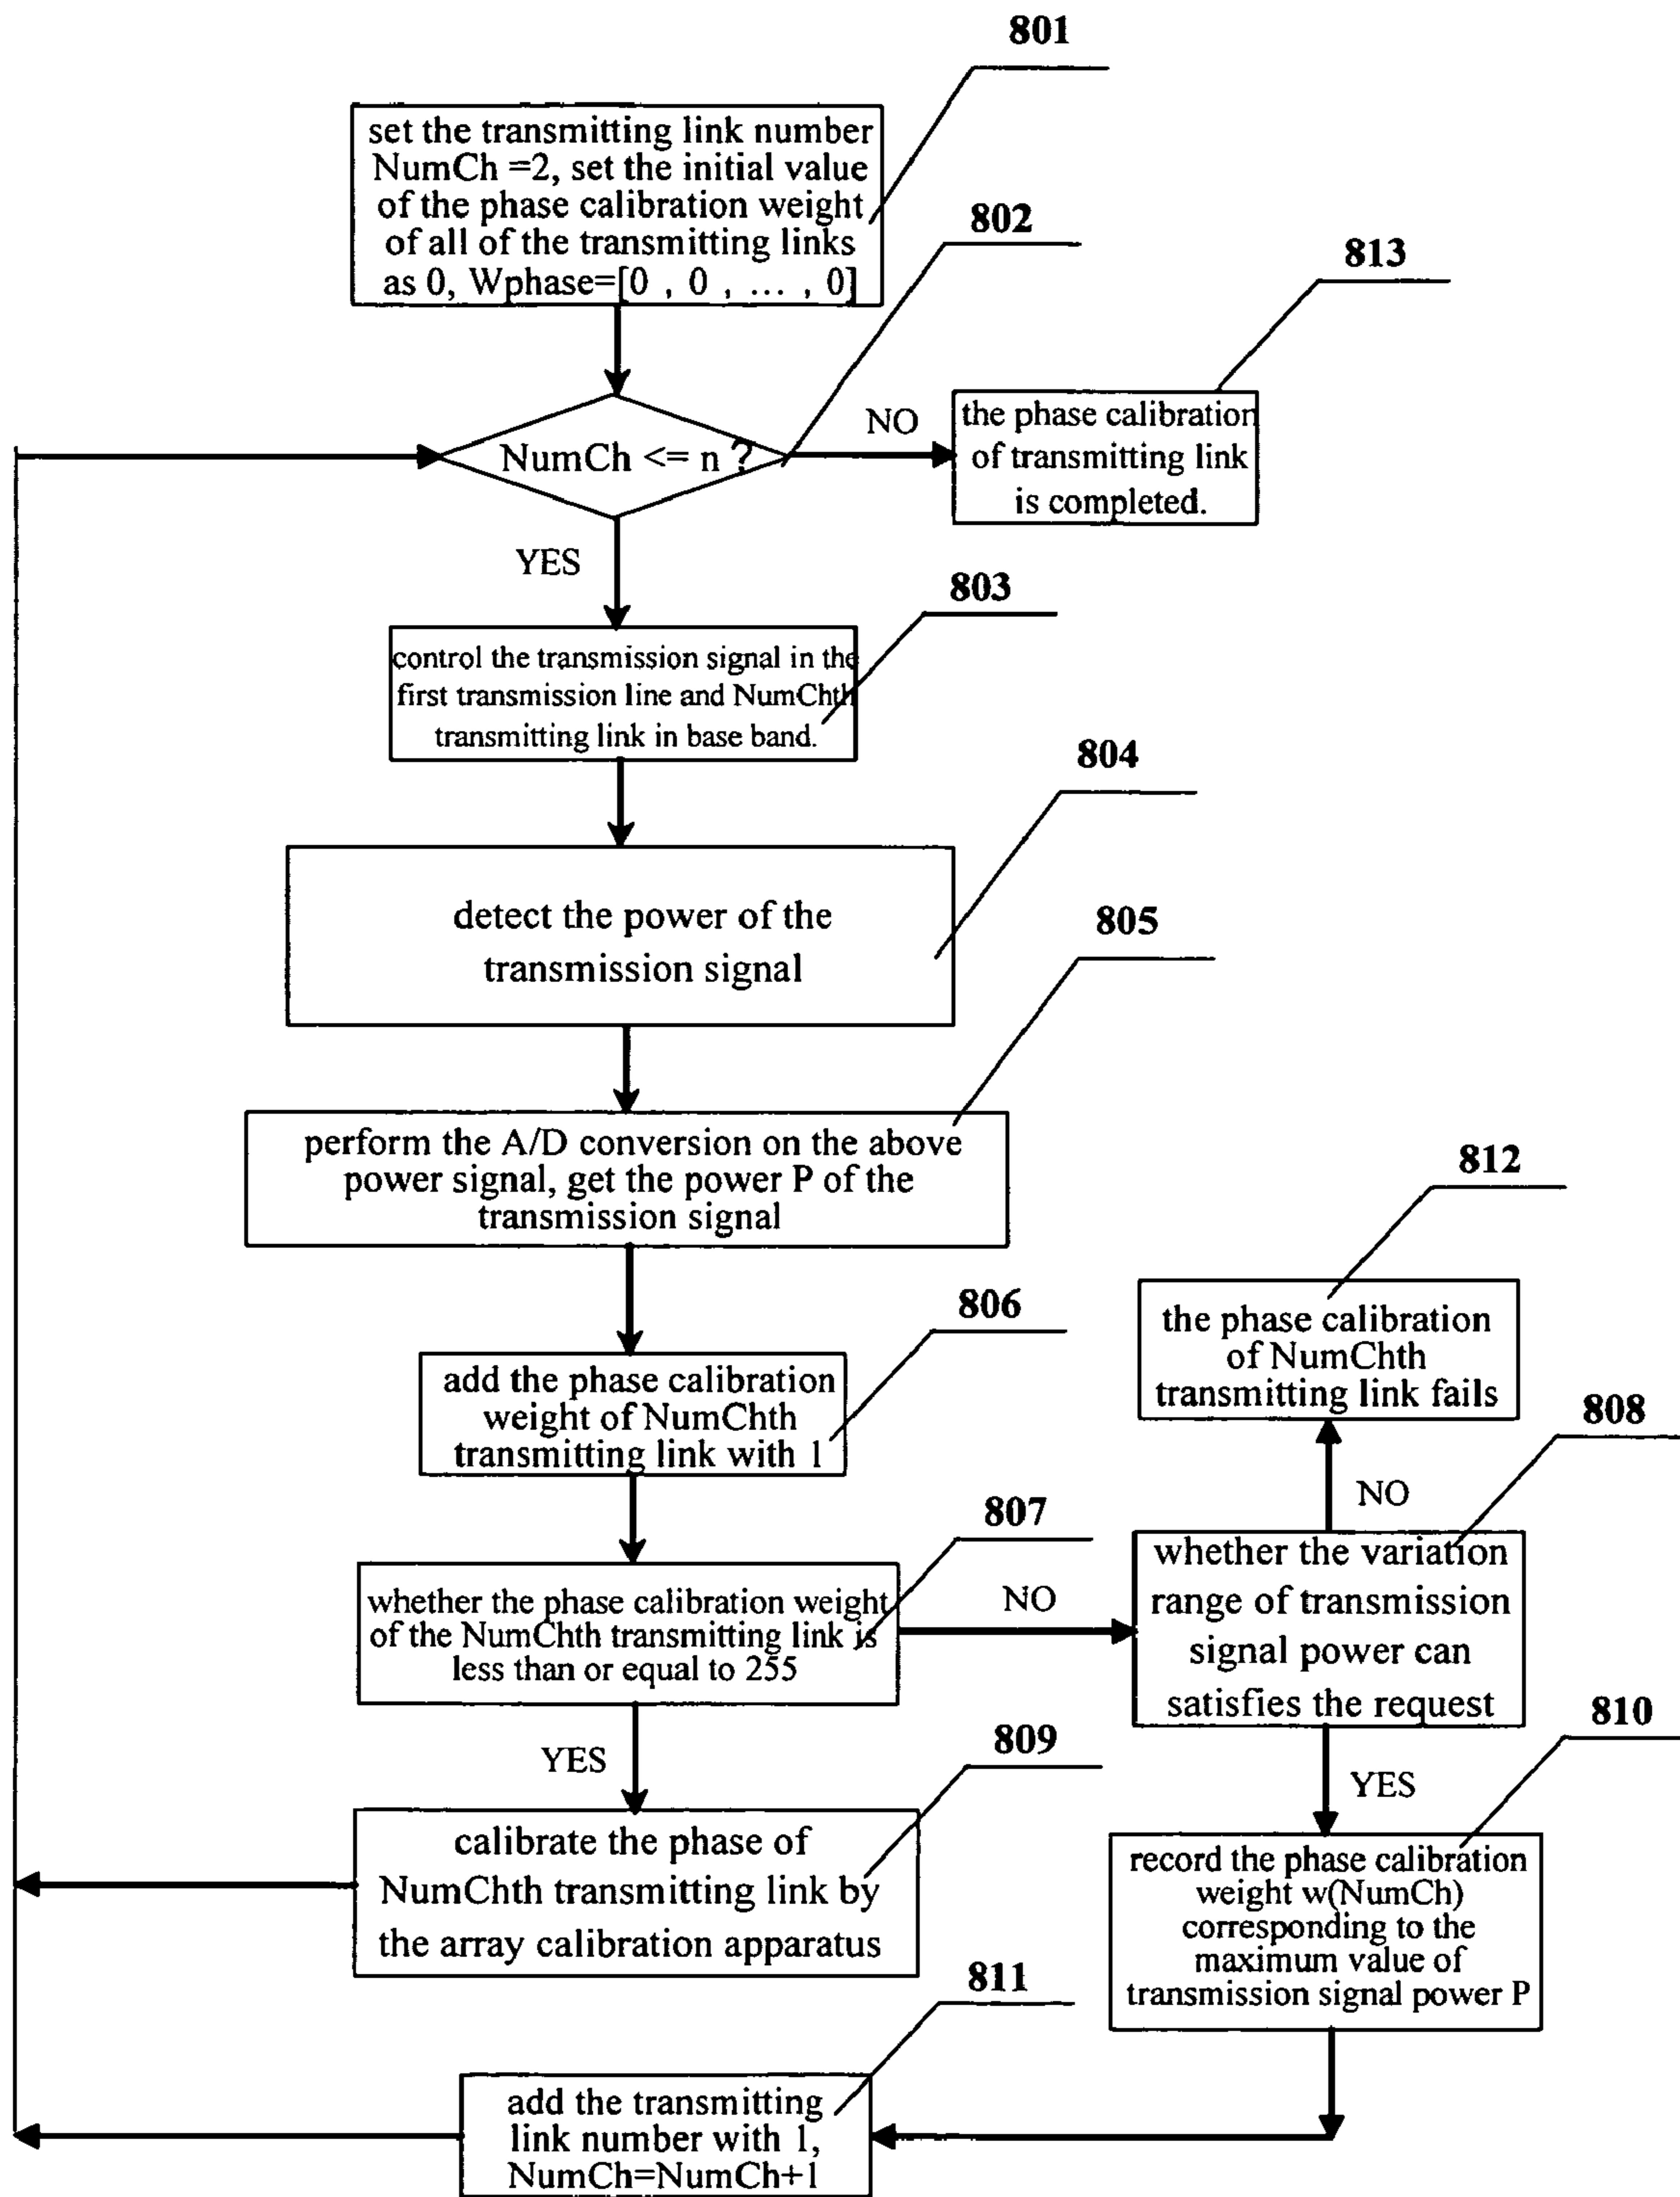 801
set the transmitting link number
NumCh =2, set the initial value
of the phase calibration weight
of all of the transmitting links
as 0, Wphase=[0 , 0 , ... , 0]
802
813
NumCh <= n ?
NO
the phase calibration
of transmitting link
is completed.
YES
803
control the transmission signal in the
first transmission line and NumChth
transmitting link in base band.
804
detect the power of the
transmission signal
805
perform the A/D conversion on the above
power signal, get the power P of the
transmission signal
812
the phase calibration
of NumChth
transmitting link fails
806
add the phase calibration
weight of NumChth
transmitting link with 1
808
NO
807
whether the phase calibration weight
of the NumChth transmitting link is
less than or equal to 255
NO
whether the variation
range of transmission
signal power can
satisfies the request
810
YES
YES
809
calibrate the phase of
NumChth transmitting link by
the array calibration apparatus
record the phase calibration
weight w(NumCh)
corresponding to the
maximum value of
transmission signal power P
811
add the transmitting
link number with 1,
NumCh=NumCh+1